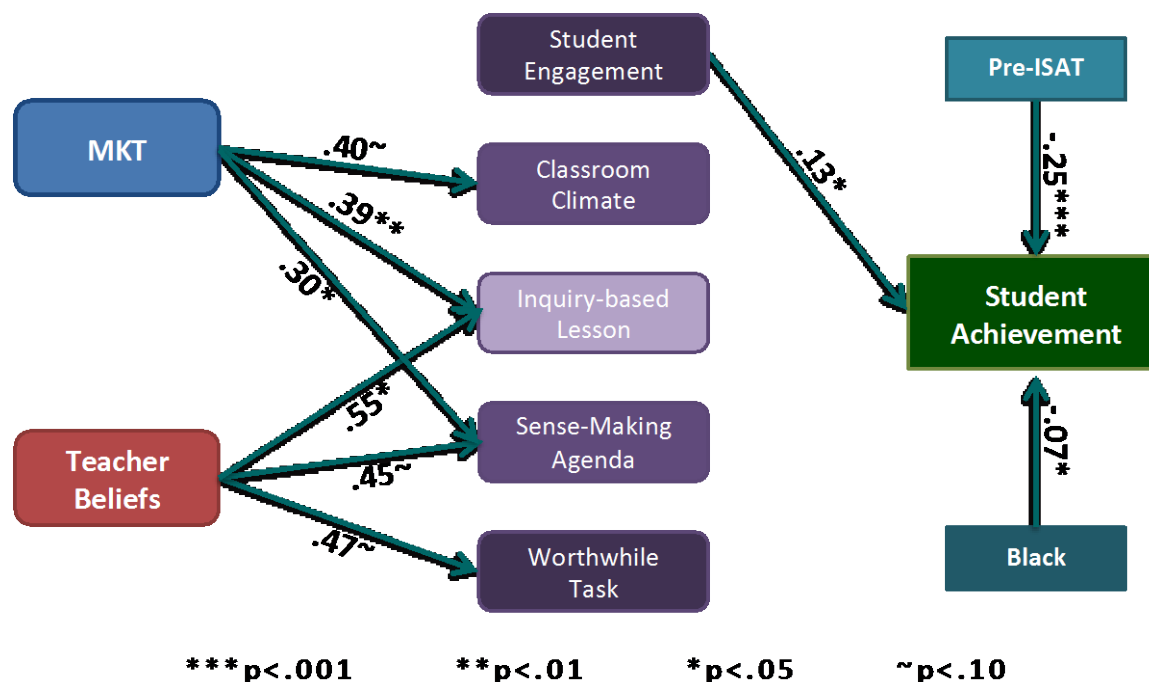 Student
Engagement
Pre-ISAT
MKT
.40~
.13*
-.25***
Classroom
Climate
.39**
.30*
Inquiry-based
Lesson
Student
Achievement
.55*
Teacher
Beliefs
.45~
Sense-Making
Agenda
-.07*
.47~
Worthwhile
Task
Black
***p<.001 **p<.01 *p<.05 ~p<.10